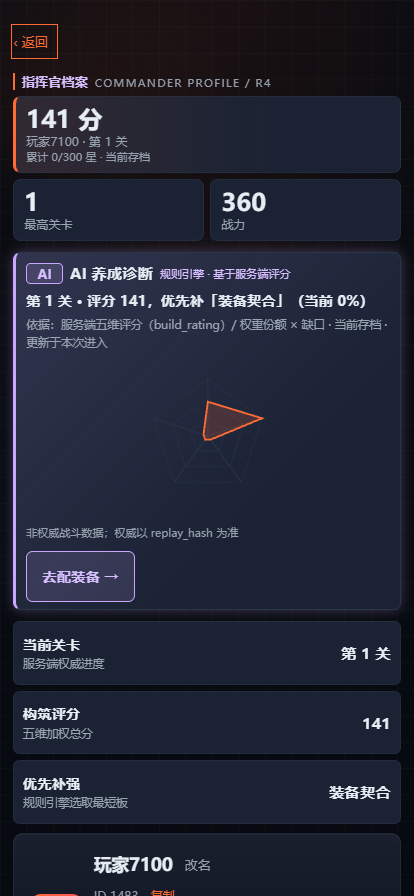 ‹ 返回
指挥官档案 COMMANDER PROFILE / R4
141 分
玩家7100 · 第 1 关
累计 0/300 星 · 当前存档
1
最高关卡
360
战力
AI AI 养成诊断 规则引擎 · 基于服务端评分
第 1 关 • 评分 141，优先补「装备契合」（当前 0%）
依据：服务端五维评分（build_rating）/ 权重份额 × 缺口 · 当前存档 ·
更新于本次进入
非权威战斗数据；权威以 replay_hash 为准
去配装备 →
当前关卡
服务端权威进度
第 1 关
构筑评分
五维加权总分
141
优先补强
规则引擎选取最短板
装备契合
玩家7100 改名
ID 1483 复制